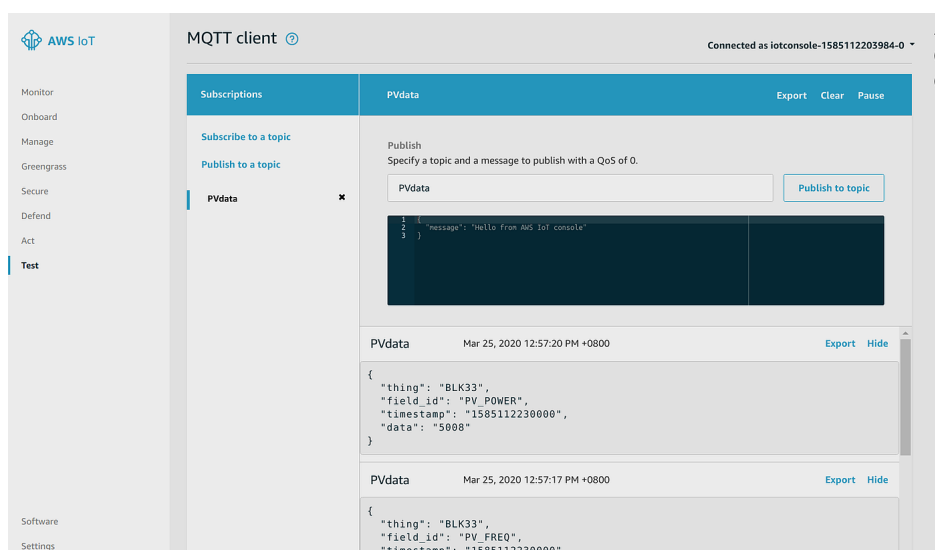 AWS IoT
Monitor
Onboard
Manage
Greengrass
Secure
Defend
Act
Test
Software
Settings
MQTT client ?
Connected as iotconsole-1585112203984-0
Subscriptions
Subscribe to a topic
Publish to a topic
PVdata
PVdata
Export Clear Pause
Publish
Specify a topic and a message to publish with a QoS of 0.
PVdata
Publish to topic
1 {
2 "message": "Hello from AWS IoT console"
3 }
PVdata Mar 25, 2020 12:57:20 PM +0800 Export Hide
{
"thing": "BLK33",
"field_id": "PV_POWER",
"timestamp": "1585112230000",
"data": "5008"
}
PVdata Mar 25, 2020 12:57:17 PM +0800 Export Hide
{
"thing": "BLK33",
"field_id": "PV_FREQ",
"timestamp": "1585112230000",